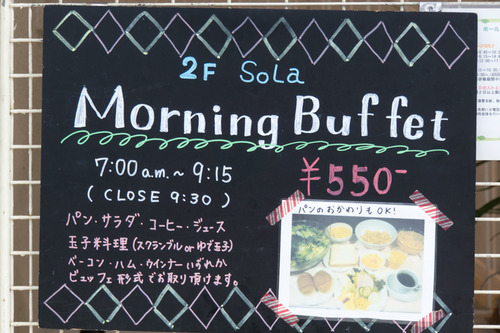 2F SoLa
Morning Buffet
7:00 a.m. ~ 9:15
( CLOSE 9:30 )
¥550-
パン・サラダ・コーヒー・ジュース
玉子料理(スクランブル or ゆで玉子)
ベーコン・ハム・ウインナーいずれか
ビュッフェ形式でお取り頂けます。
パンのおかわりもOK!